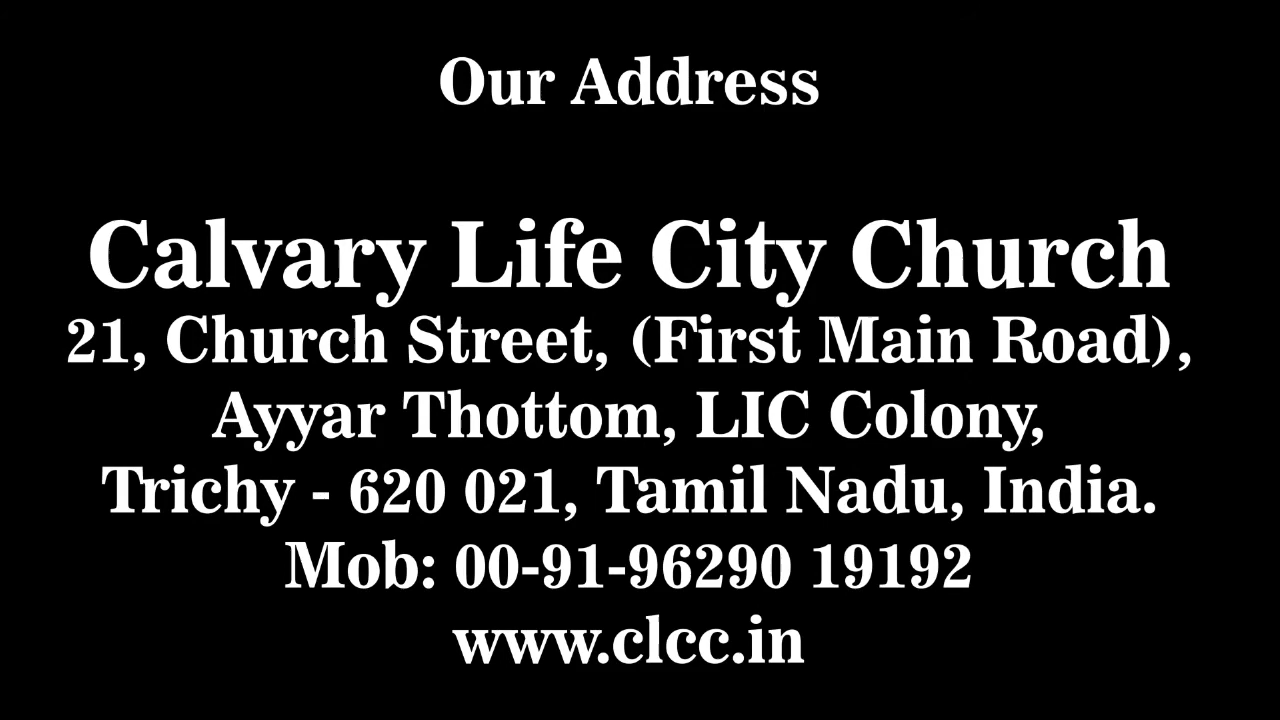 Our Address
Calvary Life City Church
21, Church Street, (First Main Road),
Ayyar Thottom, LIC Colony,
Trichy - 620 021, Tamil Nadu, India.
Mob: 00-91-96290 19192
www.clcc.in